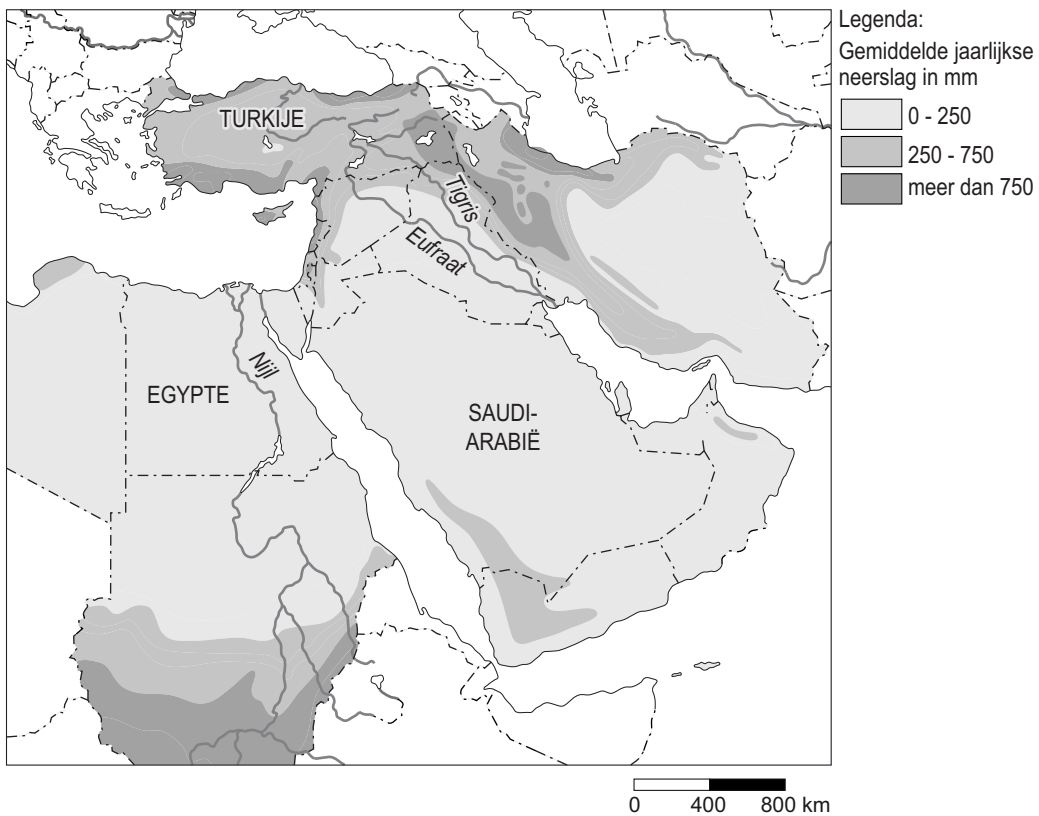 Legenda:
Gemiddelde jaarlijkse
neerslag in mm
0 - 250
250 - 750
meer dan 750
TURKIJE
Tigris
Eufraat
Nijl
EGYPTE
SAUDI-
ARABIË
0 400 800 km